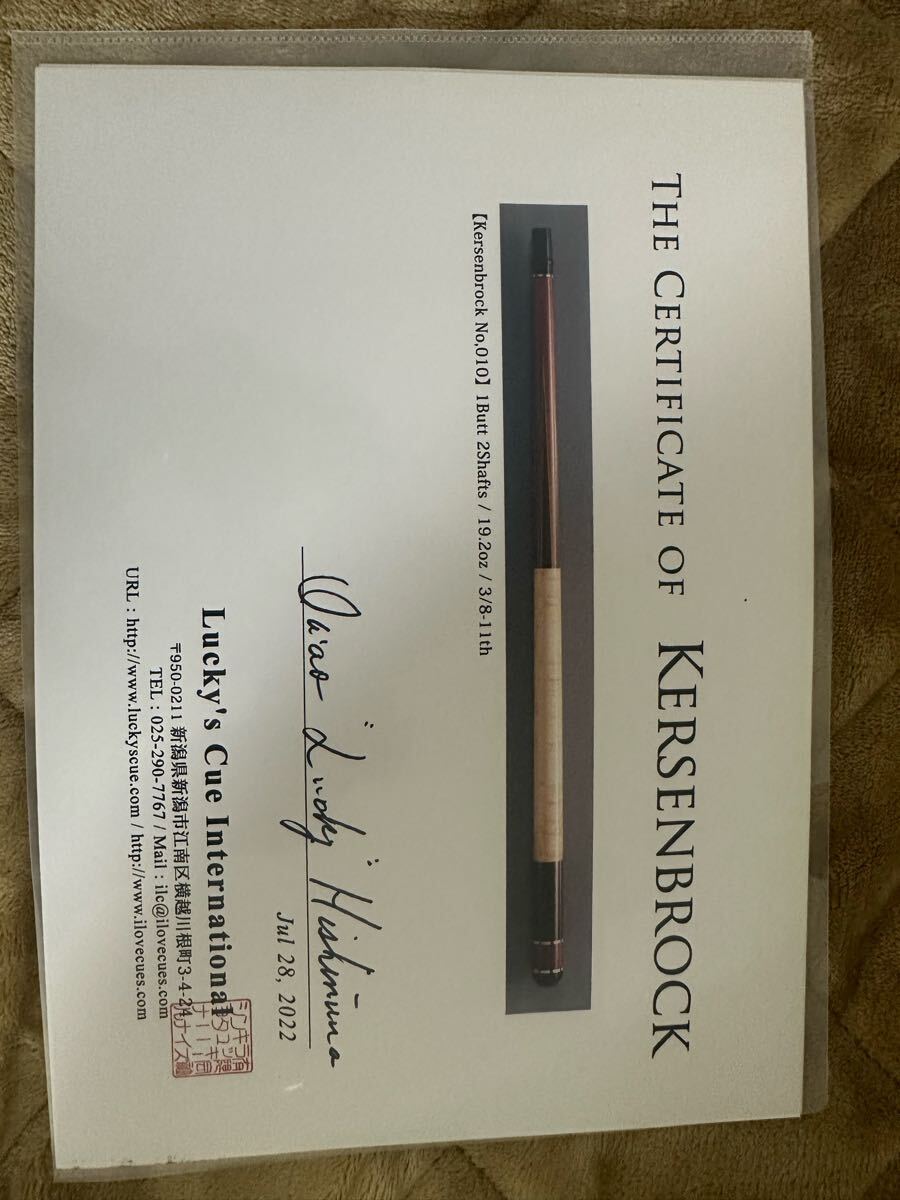 THE CERTIFICATE OF KERSENBROCK
【Kersenbrock No,010】 1Butt 2Shafts / 19.2oz / 3/8-11th
"Lucky" Nishimura
Jul 28, 2022
Lucky's Cue International
〒950-0211 新潟県新潟市江南区横越川根町3-4-24
TEL : 025-290-7767 / Mail : ilc@ilovecues.com
URL : http://www.luckyscue.com / http://www.ilovecues.com